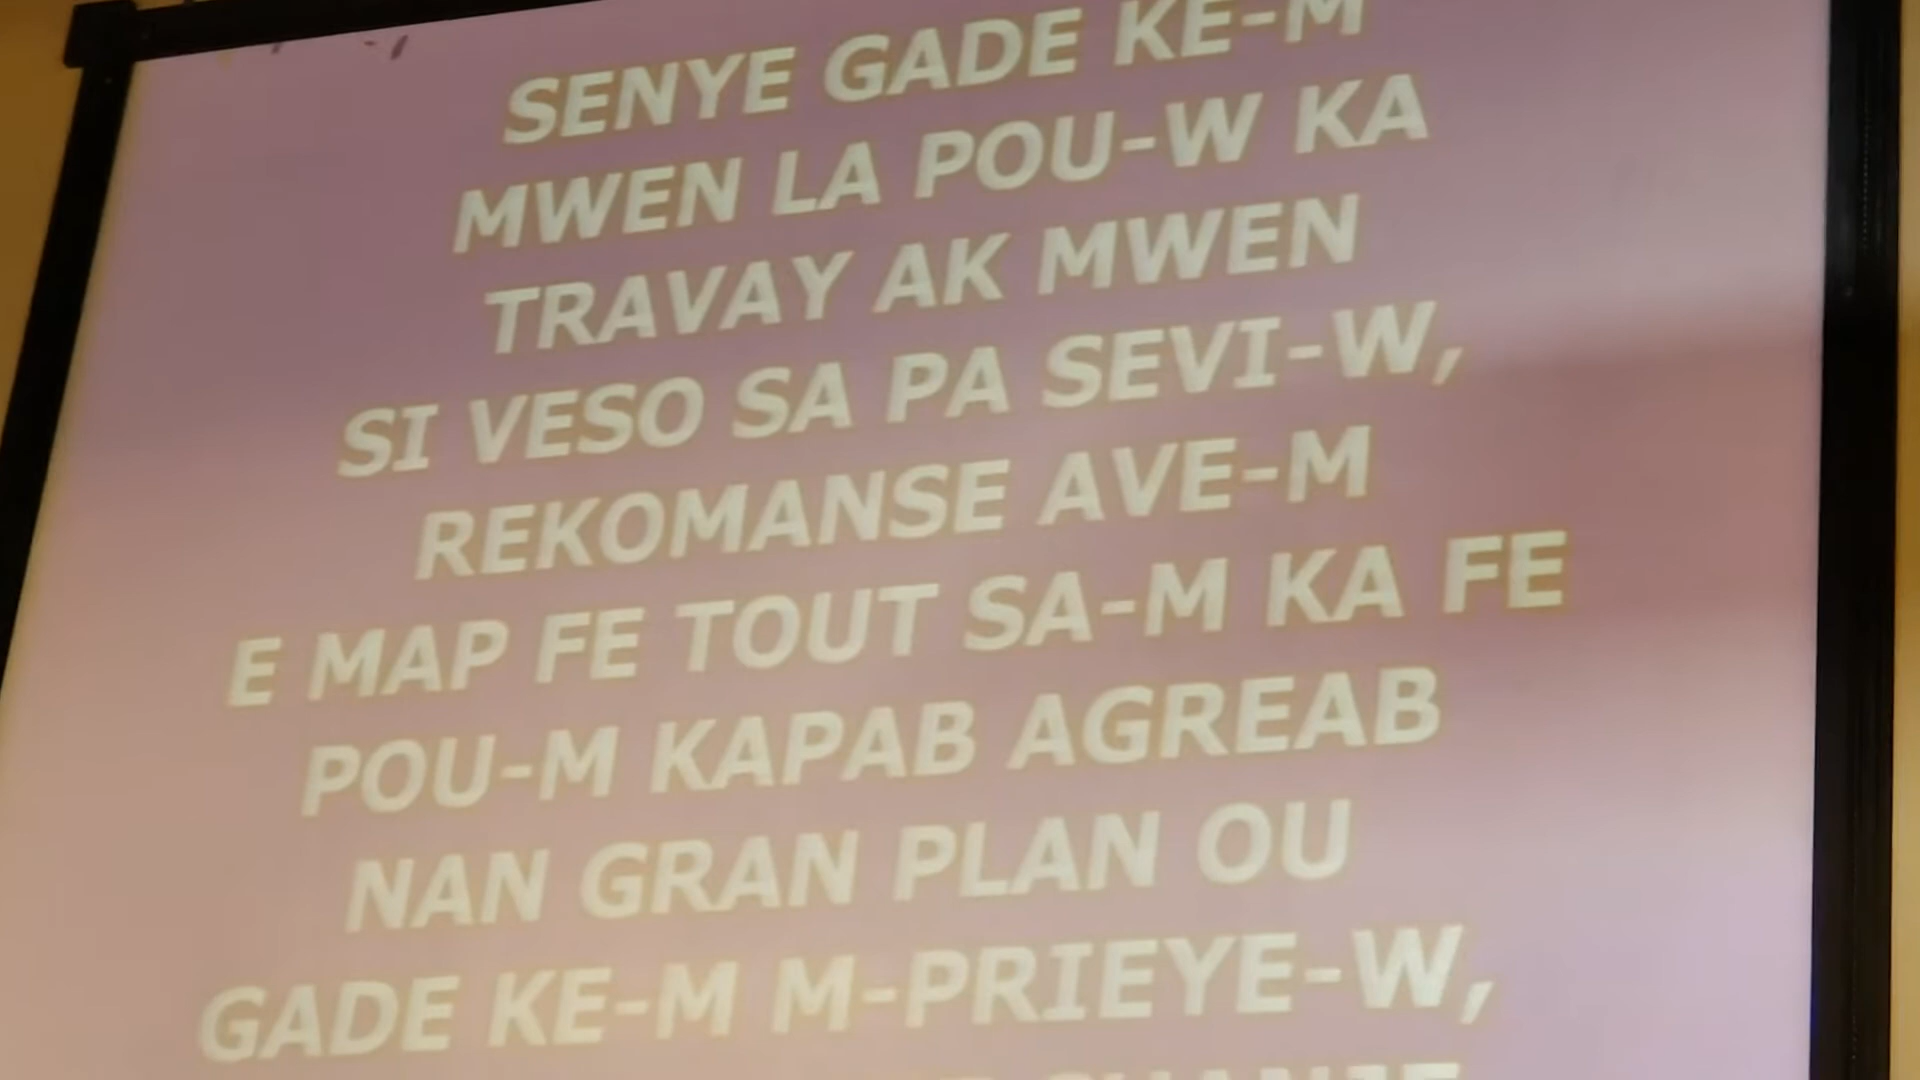 SENYE GADE KE-M
MWEN LA POU-W KA
TRAVAY AK MWEN
SI VESO SA PA SEVI-W,
REKOMANSE AVE-M
E MAP FE TOUT SA-M KA FE
POU-M KAPAB AGREAB
NAN GRAN PLAN OU
GADE KE-M M-PRIEYE-W,